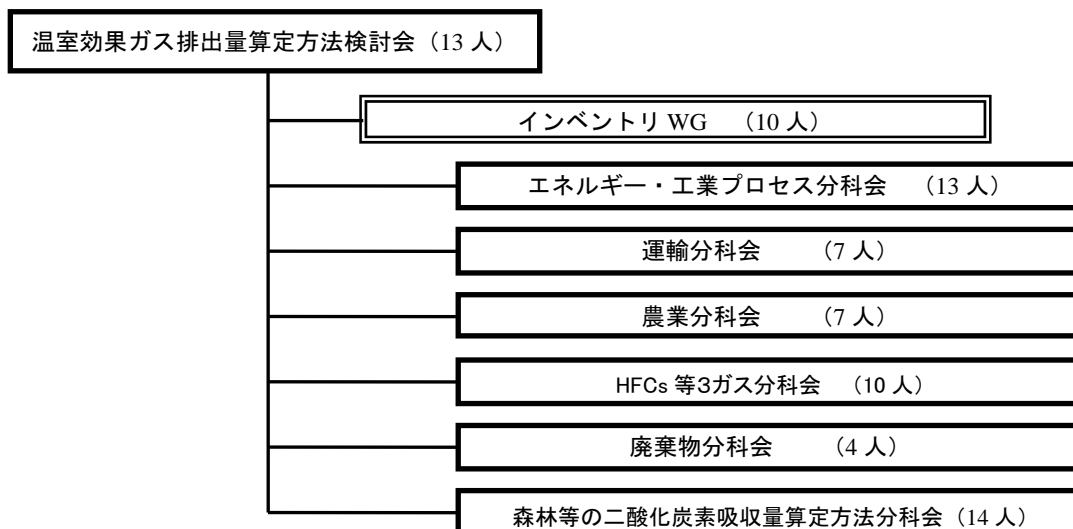 温室効果ガス排出量算定方法検討会（13 人）
インベントリ WG （10 人）
エネルギー・工業プロセス分科会 （13 人）
運輸分科会 （7 人）
農業分科会 （7 人）
HFCs 等3ガス分科会 （10 人）
廃棄物分科会 （4 人）
森林等の二酸化炭素吸収量算定方法分科会（14 人）